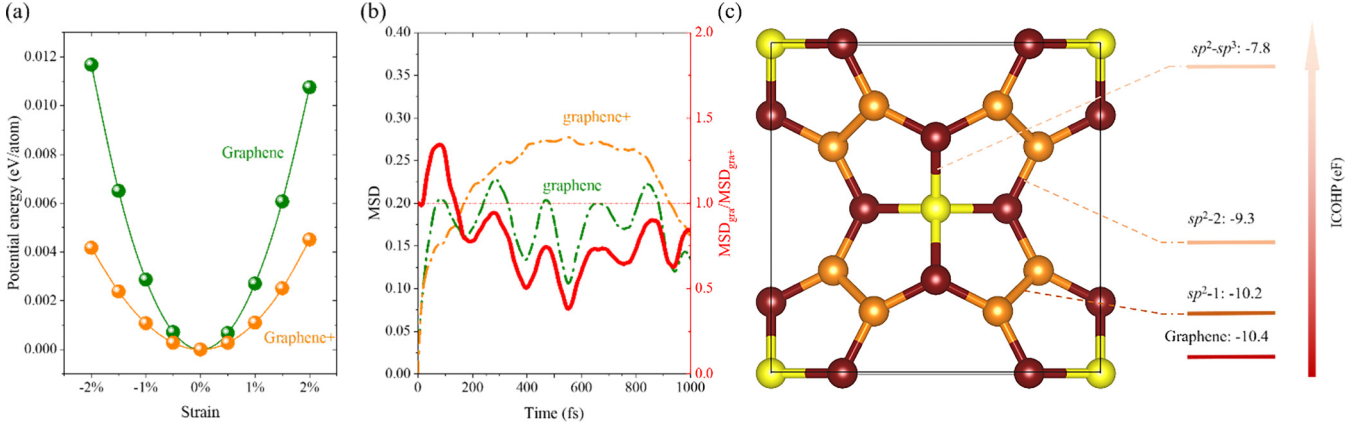 (a)
0.012
0.010
0.008
0.006
0.004
0.002
0.000
Potential energy (eV/atom)
Graphene
Graphene+
-2%
-1%
0%
1%
2%
Strain
(b)
0.40
0.35
0.30
0.25
0.20
0.15
0.10
0.05
0.00
MSD
graphene+
graphene
2.0
1.5
1.0
0.5
0.0
MSDgra/MSDgra+
0
200
400
600
800
1000
Time (fs)
(c)
sp2-sp3: -7.8
sp2-2: -9.3
sp2-1: -10.2
Graphene: -10.4
ICOHP (eF)